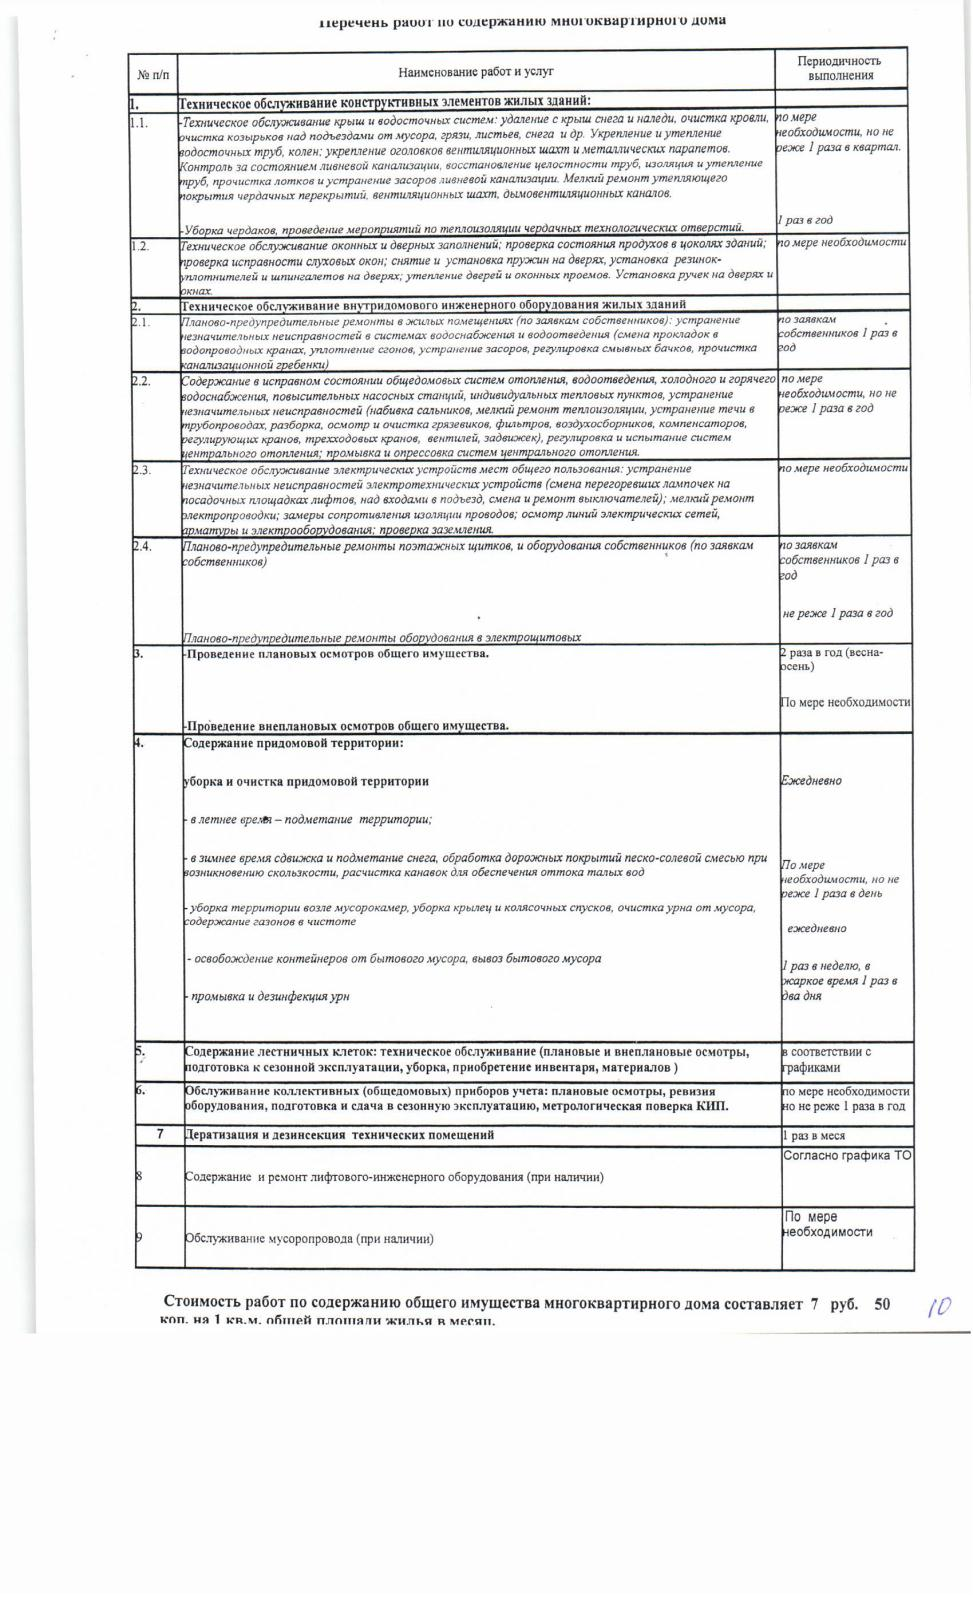 Перечень работ по содержанию многоквартирного дома
№ п/п
Наименование работ и услуг
Периодичность
выполнения
1.
Техническое обслуживание конструктивных элементов жилых зданий:
1.1.
-Техническое обслуживание крыш и водосточных систем: удаление с крыш снега и наледи, очистка кровли,
очистка козырьков над подъездами от мусора, грязи, листьев, снега и др. Укрепление и утепление
водосточных труб, колен; укрепление оголовков вентиляционных шахт и металлических парапетов.
Контроль за состоянием ливневой канализации, восстановление целостности труб, изоляция и утепление
труб, прочистка лотков и устранение засоров ливневой канализации. Мелкий ремонт утепляющего
покрытия чердачных перекрытий, вентиляционных шахт, дымовентиляционных каналов.
-Уборка чердаков, проведение мероприятий по теплоизоляции чердачных технологических отверстий.
по мере
необходимости, но не
реже 1 раза в квартал.
1 раз в год
1.2.
Техническое обслуживание оконных и дверных заполнений; проверка состояния продухов в цоколях зданий;
проверка исправности слуховых окон; снятие и установка пружин на дверях, установка резинок-
уплотнителей и шпингалетов на дверях; утепление дверей и оконных проемов. Установка ручек на дверях и
окнах.
по мере необходимости
2.
Техническое обслуживание внутридомового инженерного оборудования жилых зданий
2.1.
Планово-предупредительные ремонты в жилых помещениях (по заявкам собственников): устранение
незначительных неисправностей в системах водоснабжения и водоотведения (смена прокладок в
водопроводных кранах, уплотнение сгонов, устранение засоров, регулировка смывных бачков, прочистка
канализационной гребенки)
по заявкам
собственников 1 раз в
год
2.2.
Содержание в исправном состоянии общедомовых систем отопления, водоотведения, холодного и горячего
водоснабжения, повысительных насосных станций, индивидуальных тепловых пунктов, устранение
незначительных неисправностей (набивка сальников, мелкий ремонт теплоизоляции, устранение течи в
трубопроводах, разборка, осмотр и очистка грязевиков, фильтров, воздухосборников, компенсаторов,
регулирующих кранов, трехходовых кранов, вентилей, задвижек), регулировка и испытание систем
центрального отопления; промывка и опрессовка систем центрального отопления.
по мере
необходимости, но не
реже 1 раза в год
2.3.
Техническое обслуживание электрических устройств мест общего пользования: устранение
незначительных неисправностей электротехнических устройств (смена перегоревших лампочек на
посадочных площадках лифтов, над входами в подъезд, смена и ремонт выключателей); мелкий ремонт
электропроводки; замеры сопротивления изоляции проводов; осмотр линий электрических сетей,
арматуры и электрооборудования; проверка заземления.
по мере необходимости
2.4.
Планово-предупредительные ремонты поэтажных щитков, и оборудования собственников (по заявкам
собственников)
Планово-предупредительные ремонты оборудования в электрощитовых
по заявкам
собственников 1 раз в
год
не реже 1 раза в год
3.
-Проведение плановых осмотров общего имущества.
-Проведение внеплановых осмотров общего имущества.
2 раза в год (весна-
осень)
По мере необходимости
4.
Содержание придомовой территории:
уборка и очистка придомовой территории
- в летнее время – подметание территории;
- в зимнее время сдвижка и подметание снега, обработка дорожных покрытий песко-солевой смесью при
возникновению скользкости, расчистка канавок для обеспечения оттока талых вод
- уборка территории возле мусорокамер, уборка крылец и колясочных спусков, очистка урна от мусора,
содержание газонов в чистоте
- освобождение контейнеров от бытового мусора, вывоз бытового мусора
- промывка и дезинфекция урн
Ежедневно
По мере
необходимости, но не
реже 1 раза в день
ежедневно
1 раз в неделю, в
жаркое время 1 раз в
два дня
5.
Содержание лестничных клеток: техническое обслуживание (плановые и внеплановые осмотры,
подготовка к сезонной эксплуатации, уборка, приобретение инвентаря, материалов )
в соответствии с
графиками
6.
Обслуживание коллективных (общедомовых) приборов учета: плановые осмотры, ревизия
оборудования, подготовка и сдача в сезонную эксплуатацию, метрологическая поверка КИП.
по мере необходимости
но не реже 1 раза в год
7
Дератизация и дезинсекция технических помещений
1 раз в меся
8
Содержание и ремонт лифтового-инженерного оборудования (при наличии)
Согласно графика ТО
9
Обслуживание мусоропровода (при наличии)
По мере
необходимости
Стоимость работ по содержанию общего имущества многоквартирного дома составляет 7 руб. 50
коп. на 1 кв.м. общей площади жилья в месяц.
10